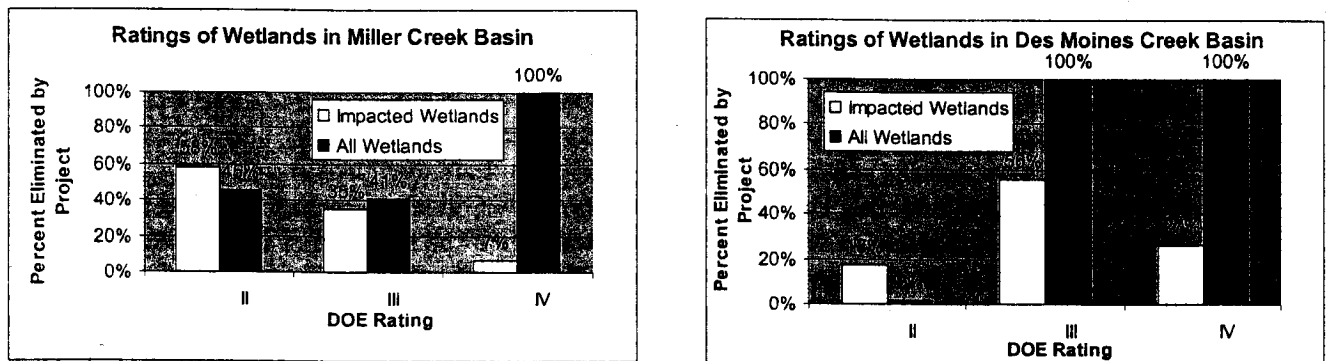 Ratings of Wetlands in Miller Creek Basin
100%
100%
80%
60%
40%
20%
0%
Impacted Wetlands
All Wetlands
41%
II
III
IV
DOE Rating
Percent Eliminated by
Project
Ratings of Wetlands in Des Moines Creek Basin
100%
100%
100%
80%
60%
40%
20%
0%
Impacted Wetlands
All Wetlands
II
III
IV
DOE Rating
Percent Eliminated by
Project